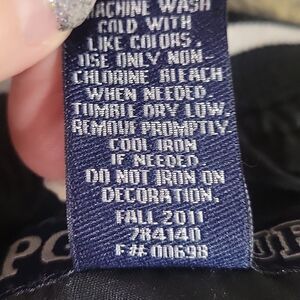 MACHINE WASH
COLD WITH
LIKE COLORS.
USE ONLY NON-
CHLORINE BLEACH
WHEN NEEDED.
TUMBLE DRY LOW.
REMOVE PROMPTLY.
COOL IRON
IF NEEDED.
DO NOT IRON ON
DECORATION.
FALL 2011
784140
F# 00698
PO